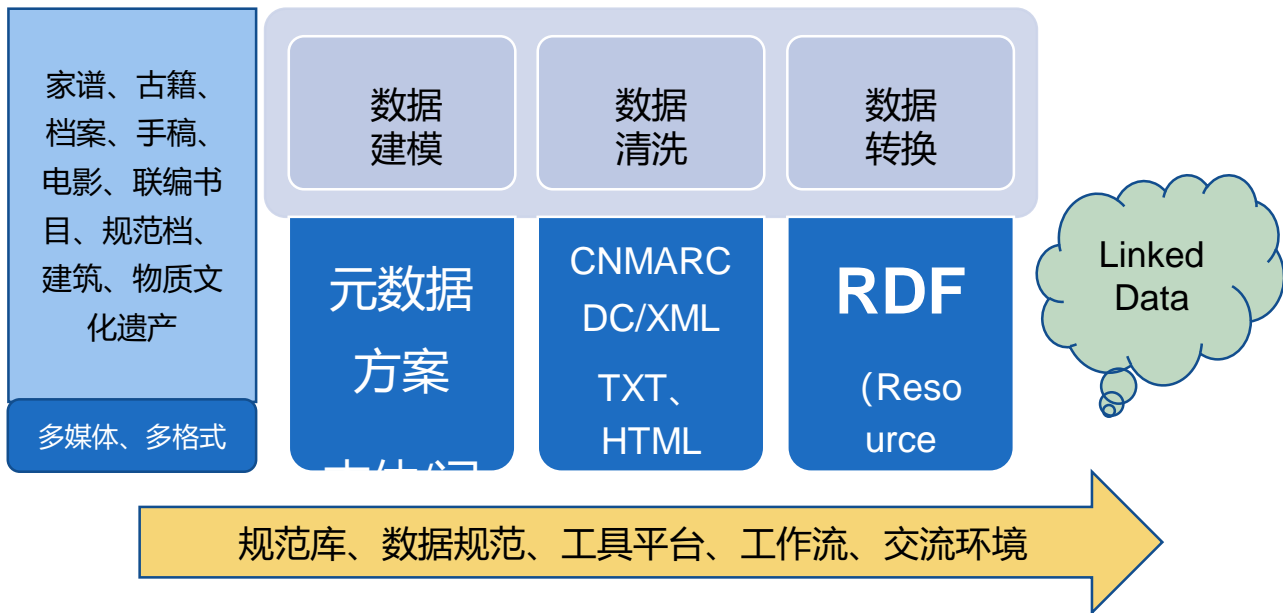 家谱、古籍、
档案、手稿、
电影、联编书
目、规范档、
建筑、物质文
化遗产
多媒体、多格式
数据
建模
元数据
方案
数据
清洗
CNMARC
DC/XML
TXT、
HTML
数据
转换
RDF
（Reso
urce
Linked
Data
规范库、数据规范、工具平台、工作流、交流环境